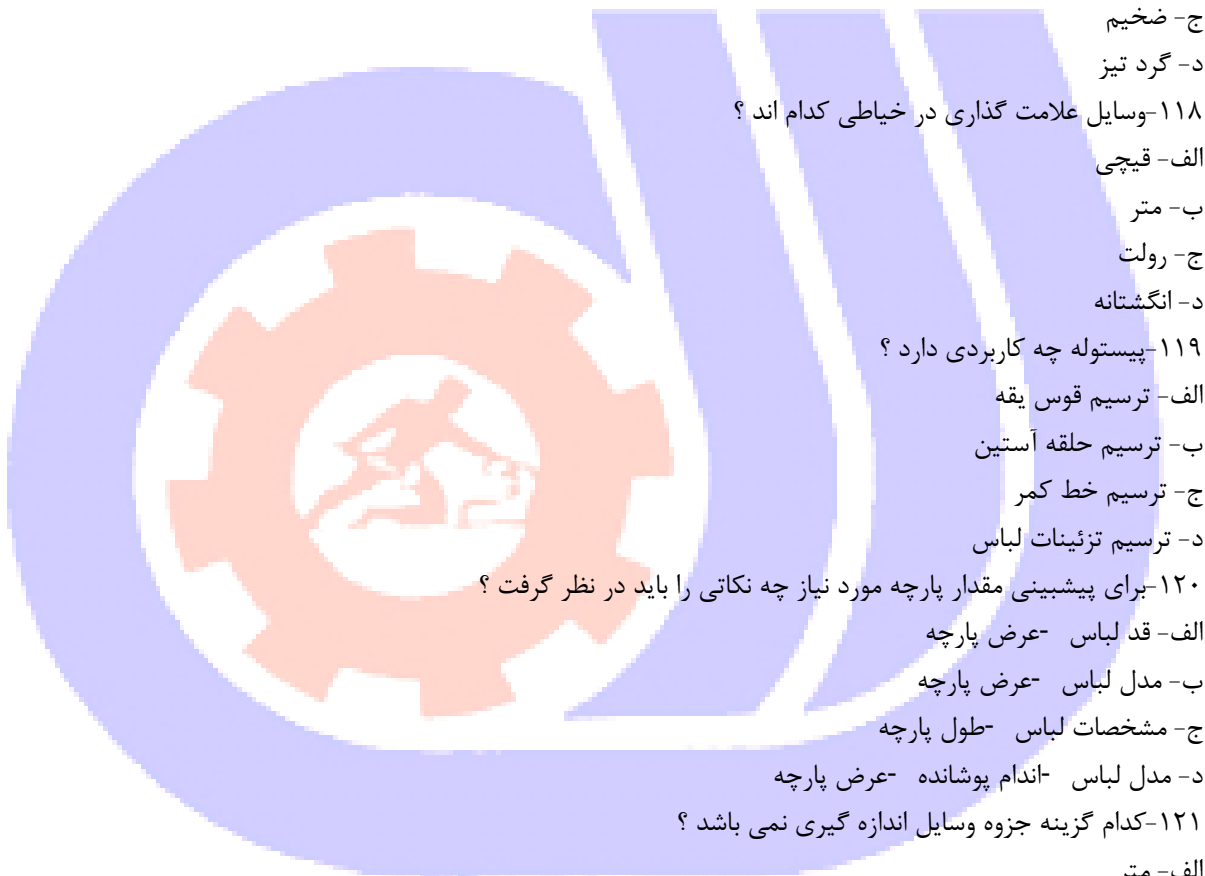 ج- ضخیم
د- گرد تیز
۱۱۸-وسایل علامت گذاری در خیاطی کدام اند ؟
الف- قیچی
ب- متر
ج- رولت
د- انگشتانه
۱۱۹-پیستوله چه کاربردی دارد ؟
الف- ترسیم قوس یقه
ب- ترسیم حلقه آستین
ج- ترسیم خط کمر
د- ترسیم تزئینات لباس
۱۲۰-برای پیشبینی مقدار پارچه مورد نیاز چه نکاتی را باید در نظر گرفت ؟
الف- قد لباس -عرض پارچه
ب- مدل لباس -عرض پارچه
ج- مشخصات لباس -طول پارچه
د- مدل لباس -اندام پوشانده -عرض پارچه
۱۲۱-کدام گزینه جزوه وسایل اندازه گیری نمی باشد ؟
الف- متر